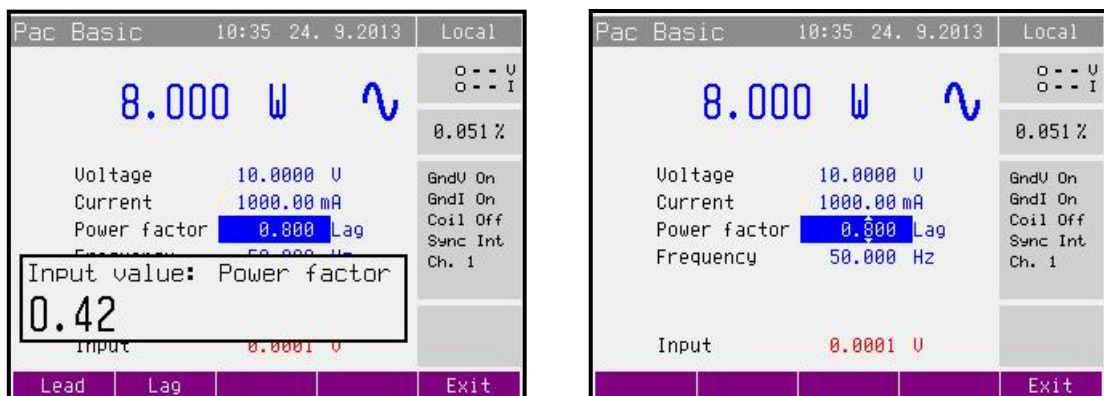 Pac Basic 10:35 24. 9.2013 Local
o-- V
o-- I
8.000 W
0.051%
Voltage 10.0000 V
Current 1000.00 mA
Power factor 0.800 Lag
GndV On
GndI On
Coil Off
Sync Int
Ch. 1
Input value: Power factor
0.42
Input 0.0001 V
Lead Lag Exit
Pac Basic 10:35 24. 9.2013 Local
o-- V
o-- I
8.000 W
0.051%
Voltage 10.0000 V
Current 1000.00 mA
Power factor 0.800 Lag
Frequency 50.000 Hz
GndV On
GndI On
Coil Off
Sync Int
Ch. 1
Input 0.0001 V
Exit